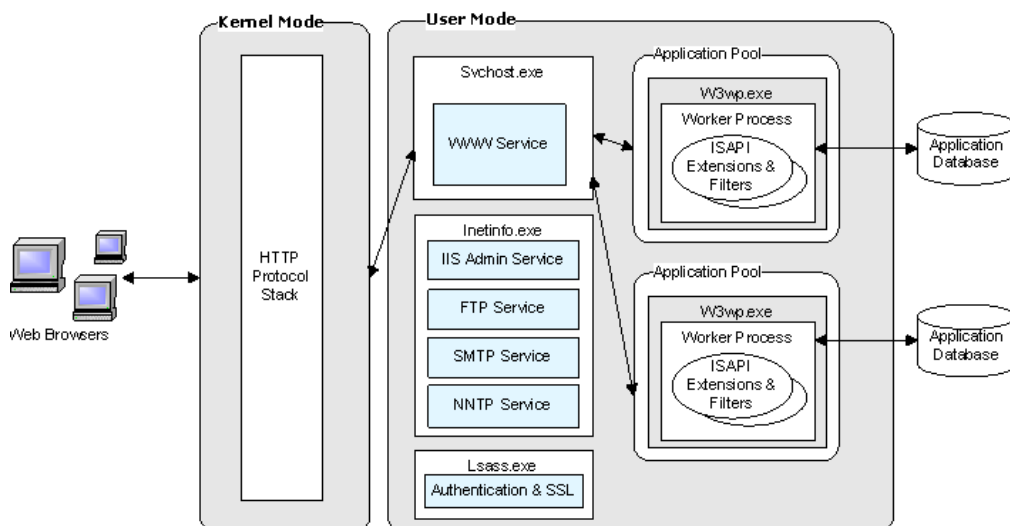 Kernel Mode
User Mode
HTTP
Protocol
Stack
Web Browsers
Svchost.exe
WWW Service
Inetinfo.exe
IIS Admin Service
FTP Service
SMTP Service
NNTP Service
Lsass.exe
Authentication & SSL
Application Pool
W3wp.exe
Worker Process
ISAPI
Extensions &
Filters
Application
Database
Application Pool
W3wp.exe
Worker Process
ISAPI
Extensions &
Filters
Application
Database